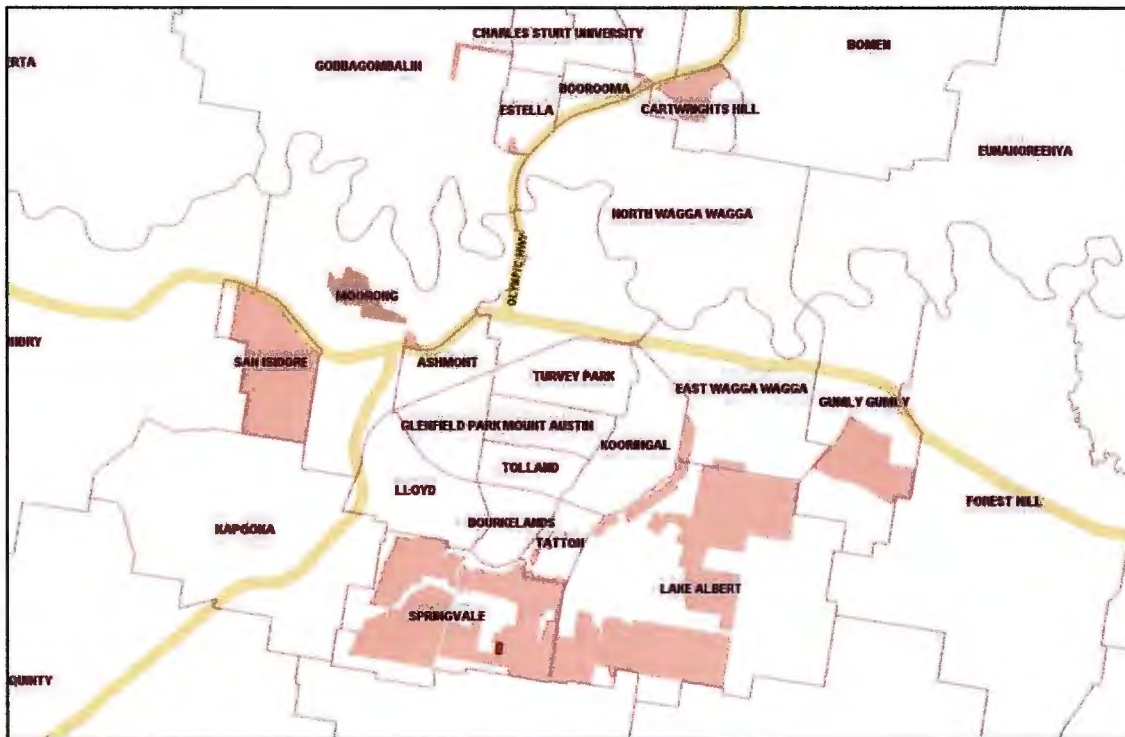 CHARLES STURT UNIVERSITY
BOMEN
ERTA
GOBBAGOMBALIN
BOOROOMA
ESTELLA
CARTWRIGHTS HILL
EUNANOREENYA
NORTH WAGGA WAGGA
OLYMPIC HWY
MOORONG
SAN ISIDORE
ASHMONT
TURVEY PARK
EAST WAGGA WAGGA
GUMLY GUMLY
GLENFIELD PARK
MOUNT AUSTIN
KOORINGAL
TOLLAND
LLOYD
FOREST HILL
BOURKELANDS
KAPOOKA
TATTON
LAKE ALBERT
SPRINGVALE
QUINTY